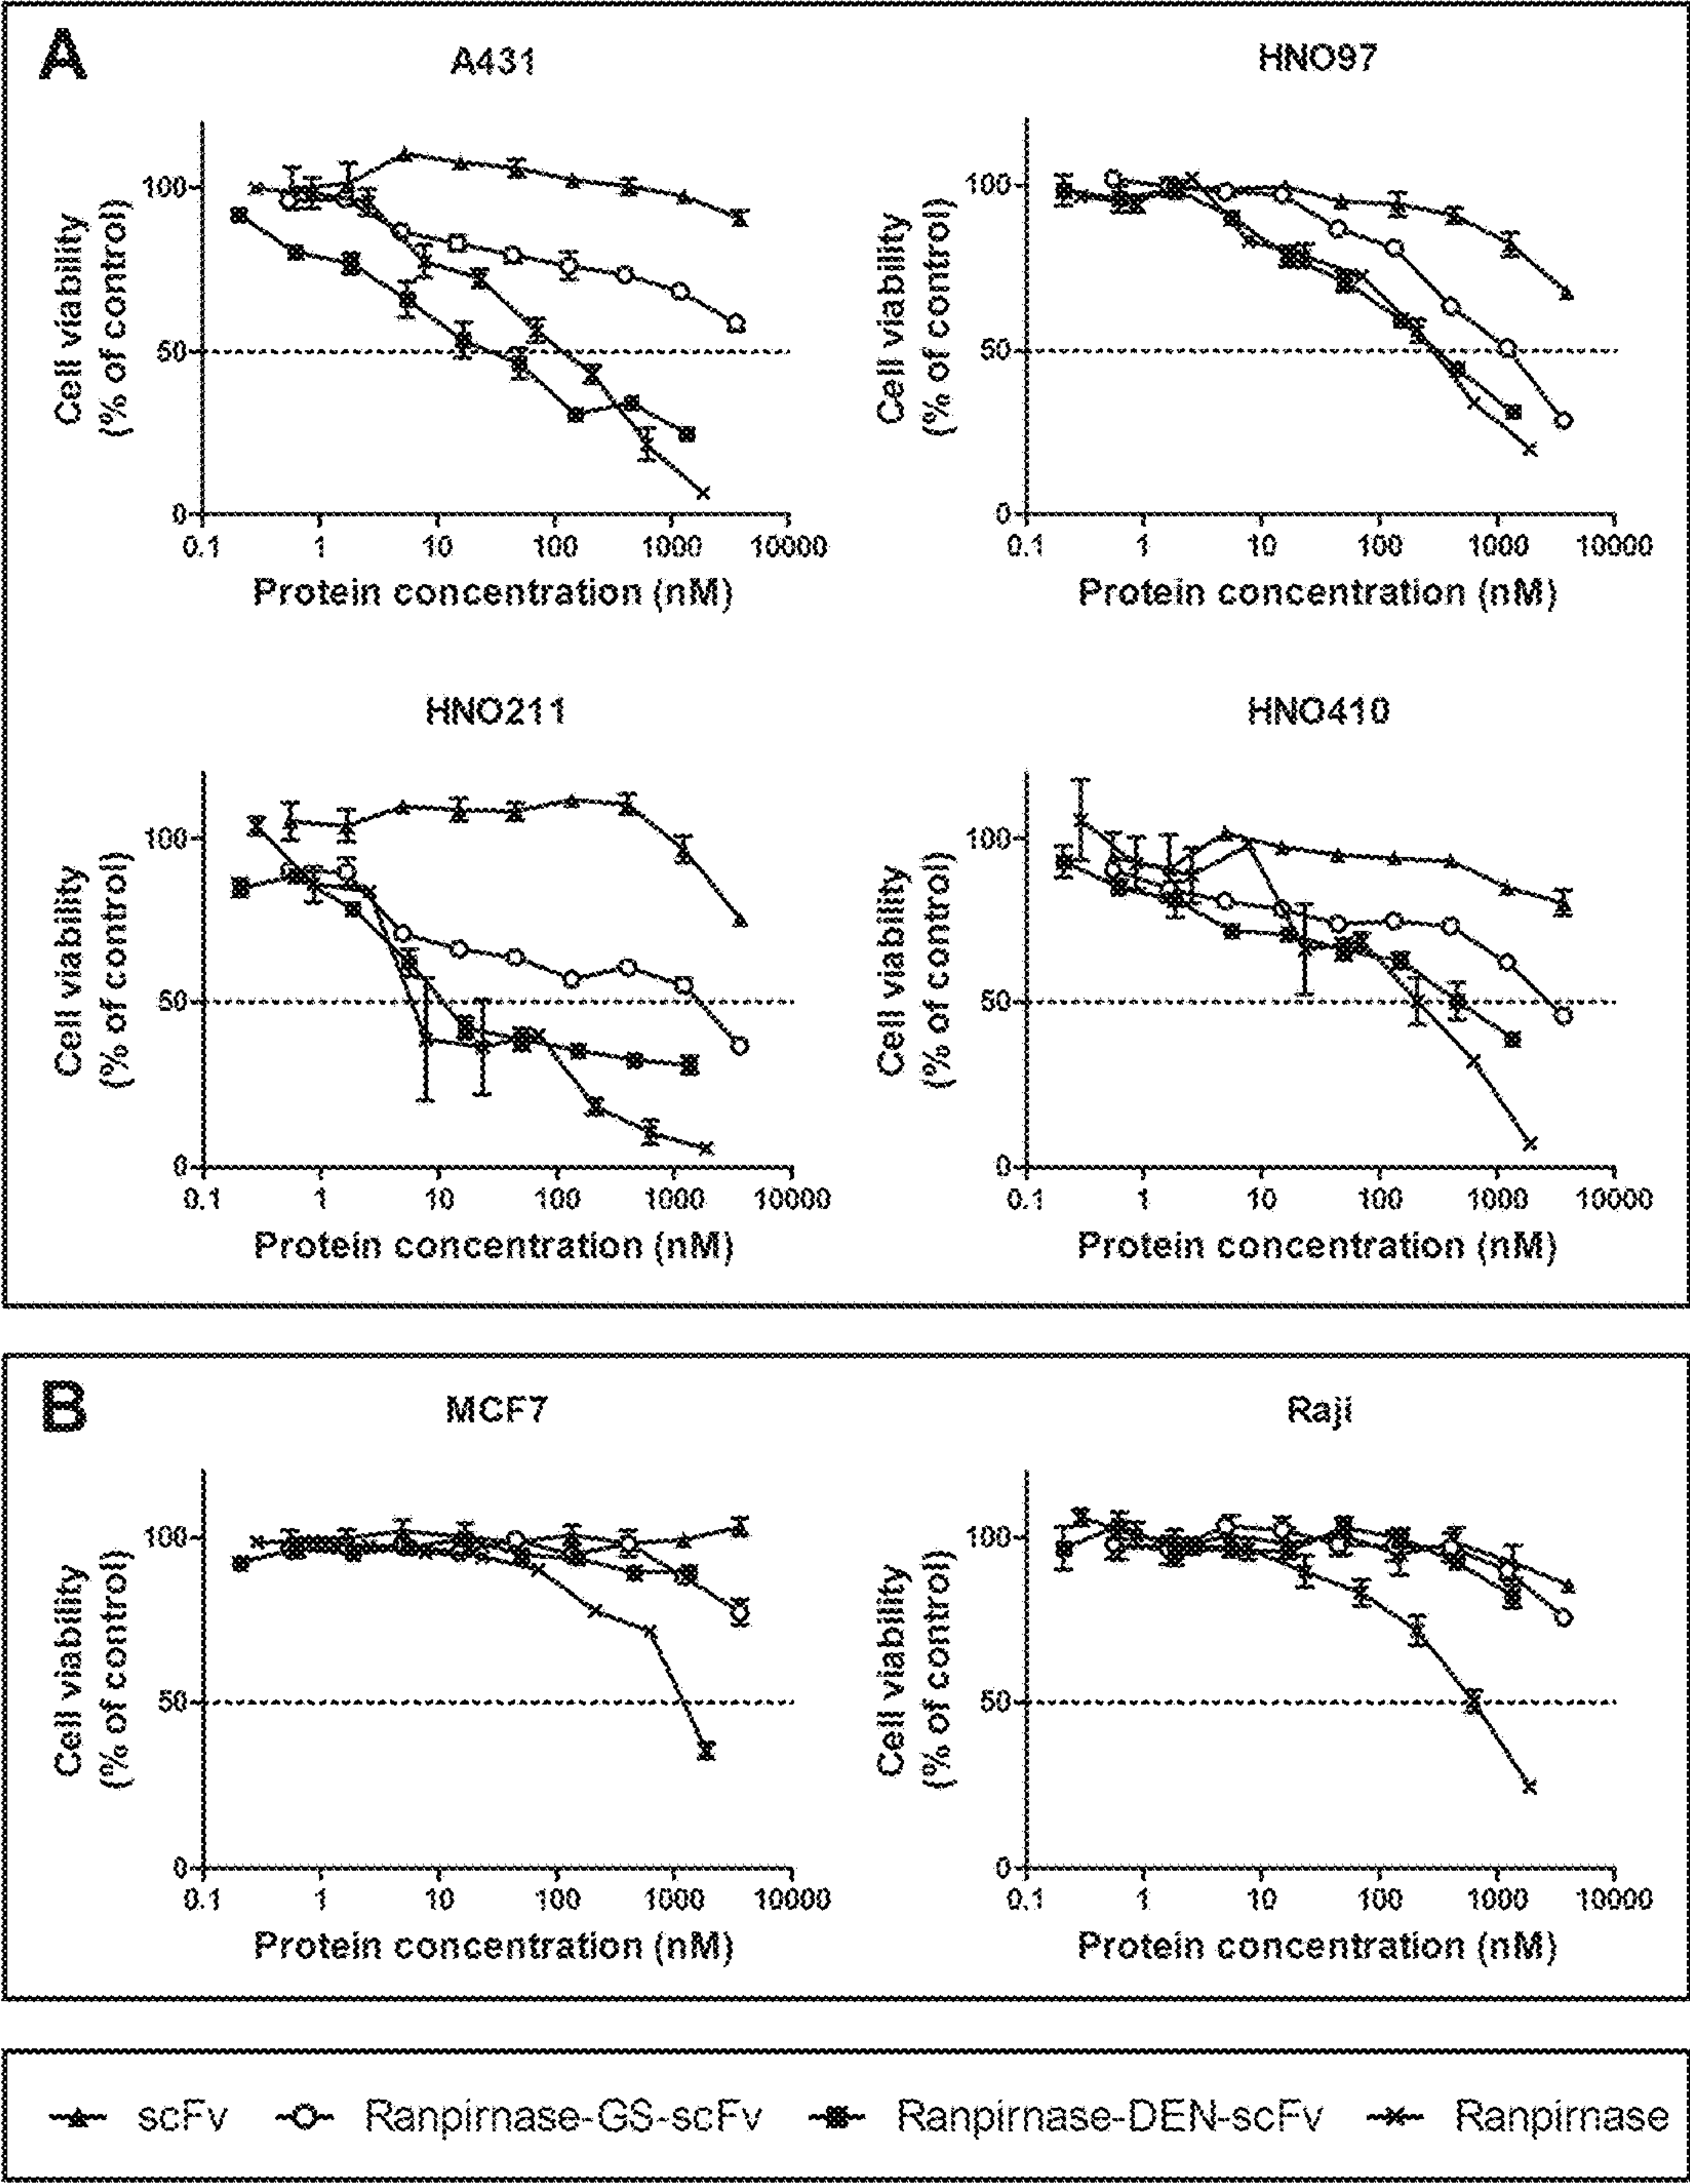 A
A431
HNO97
Cell viability
(% of control)
100
50
0
0.1 1 10 100 1000 10000
Protein concentration (nM)
Cell viability
(% of control)
100
50
0
0.1 1 10 100 1000 10000
Protein concentration (nM)
HNO211
HNO410
Cell viability
(% of control)
100
50
0
0.1 1 10 100 1000 10000
Protein concentration (nM)
Cell viability
(% of control)
100
50
0
0.1 1 10 100 1000 10000
Protein concentration (nM)
B
MCF7
Raji
Cell viability
(% of control)
100
50
0
0.1 1 10 100 1000 10000
Protein concentration (nM)
Cell viability
(% of control)
100
50
0
0.1 1 10 100 1000 10000
Protein concentration (nM)
scFv Ranpirnase-GS-scFv Ranpirnase-DEN-scFv Ranpirnase